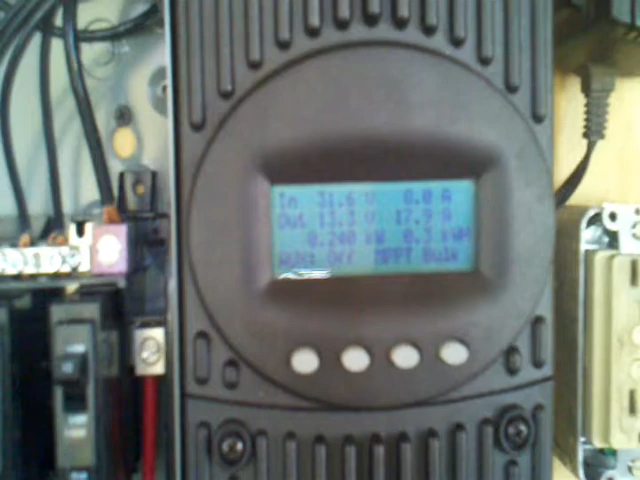 In 31.6 V 8.0 A
Out 13.3 V 17.9 A
0.240 kW 0.3 kWH
AUX: Off MPPT Bulk